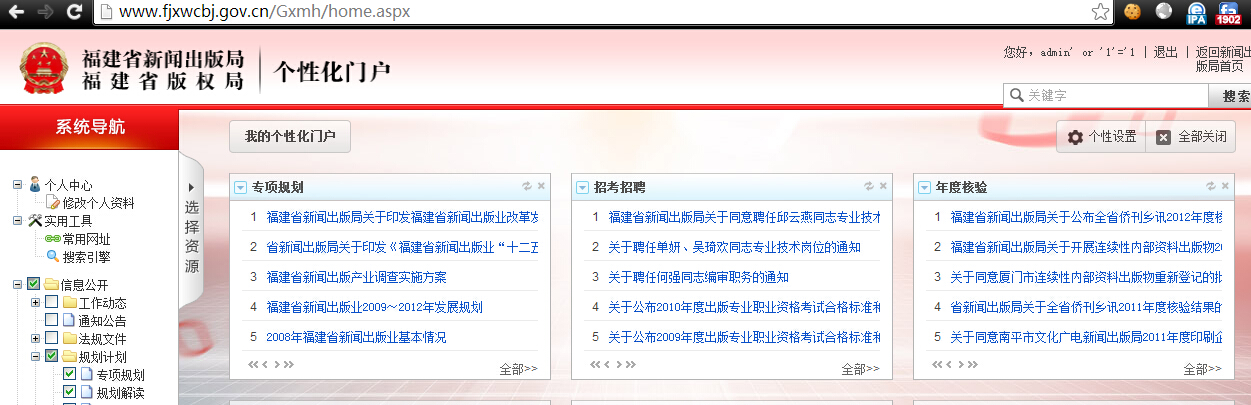 www.fjxwcbj.gov.cn/Gxmh/home.aspx
IPA
1902
福建省新闻出版局
福建省版权局
个性化门户
您好，admin' or '1'='1 | 退出 | 返回新闻出
版局首页
关键字
搜索
系统导航
我的个性化门户
个性设置
全部关闭
个人中心
修改个人资料
实用工具
常用网址
搜索引擎
信息公开
工作动态
通知公告
法规文件
规划计划
专项规划
规划解读
选择资源
专项规划
1 福建省新闻出版局关于印发福建省新闻出版业改革发
2 省新闻出版局关于印发《福建省新闻出版业“十二五
3 福建省新闻出版产业调查实施方案
4 福建省新闻出版业2009～2012年发展规划
5 2008年福建省新闻出版业基本情况
全部>>
招考招聘
1 福建省新闻出版局关于同意聘任邱云燕同志专业技术
2 关于聘任单妍、吴琦欢同志专业技术岗位的通知
3 关于聘任何强同志编审职务的通知
4 关于公布2010年度出版专业职业资格考试合格标准和
5 关于公布2009年度出版专业职业资格考试合格标准和
全部>>
年度核验
1 福建省新闻出版局关于公布全省侨刊乡讯2012年度核
2 福建省新闻出版局关于开展连续性内部资料出版物20
3 关于同意厦门市连续性内部资料出版物重新登记的批
4 省新闻出版局关于全省侨刊乡讯2011年度核验结果的
5 关于同意南平市文化广电新闻出版局2011年度印刷企
全部>>